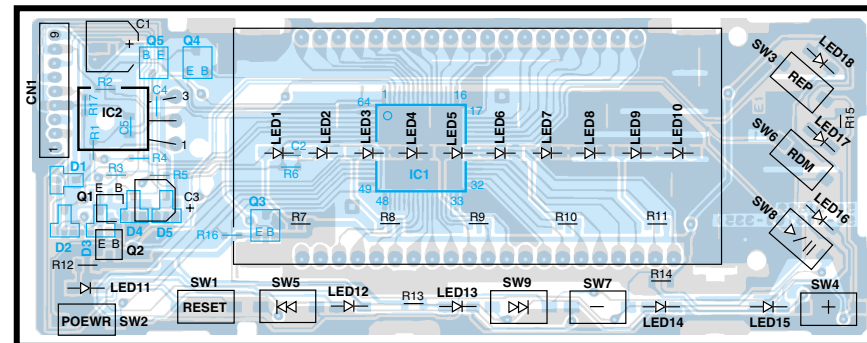 C1
Q5
Q4
B E
E B
9
CN1
1
R2
R17
IC2
C4
C5
3
1
R1
R4
R3
R5
D1
Q1
E B
C3
D2
D3
D4
D5
Q2
E B
R12
R16
Q3
E B
LED1
LED2
LED3
LED4
LED5
LED6
LED7
LED8
LED9
LED10
1
16
64
17
C2
R6
IC1
49
32
48
33
R7
R8
R9
R10
R11
SW3
REP
LED18
R15
SW6
RDM
LED17
SW8
LED16
LED11
POEWR
SW2
SW1
RESET
SW5
LED12
R13
LED13
SW9
SW7
R14
LED14
LED15
SW4